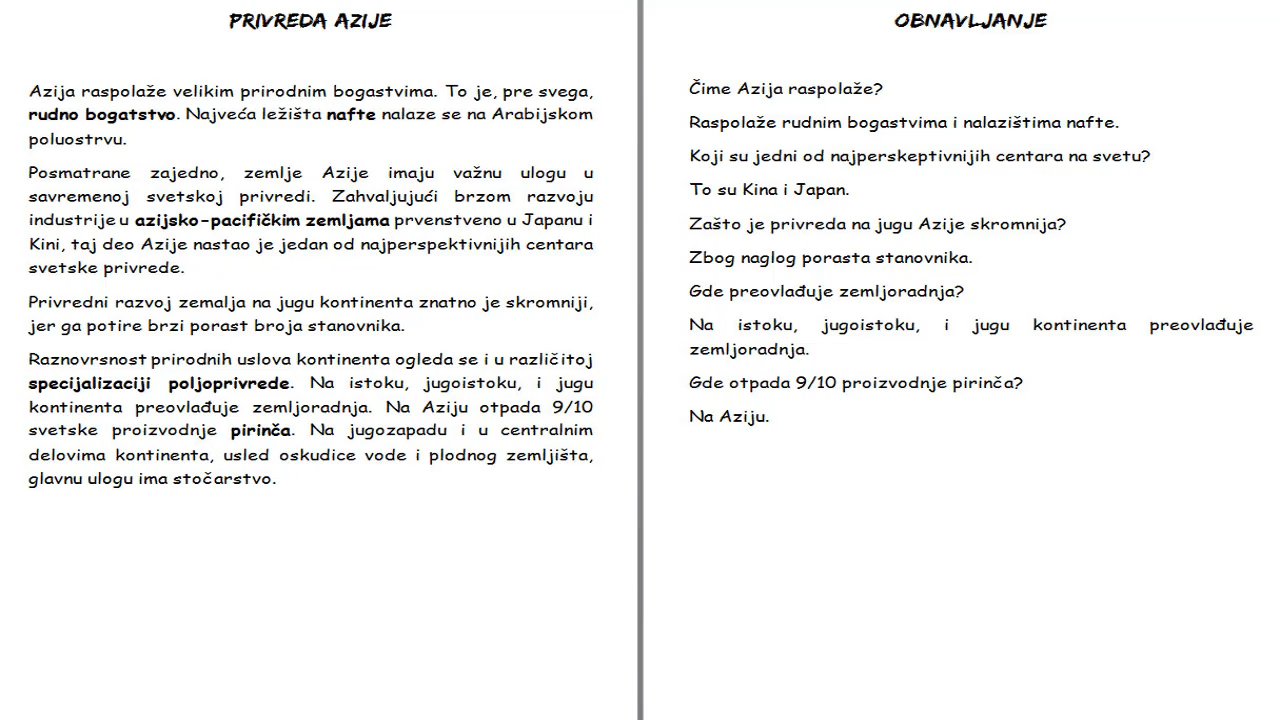 PRIVREDA AZIJE
Azija raspolaže velikim prirodnim bogastvima. To je, pre svega,
rudno bogatstvo. Najveća ležišta nafte nalaze se na Arabijskom
poluostrvu.
Posmatrane zajedno, zemlje Azije imaju važnu ulogu u
savremenoj svetskoj privredi. Zahvaljujući brzom razvoju
industrije u azijsko-pacifičkim zemljama prvenstveno u Japanu i
Kini, taj deo Azije nastao je jedan od najperspektivnijih centara
svetske privrede.
Privredni razvoj zemalja na jugu kontinenta znatno je skromniji,
jer ga potire brzi porast broja stanovnika.
Raznovrsnost prirodnih uslova kontinenta ogleda se i u različitoj
specijalizaciji poljoprivrede. Na istoku, jugoistoku, i jugu
kontinenta preovlađuje zemljoradnja. Na Aziju otpada 9/10
svetske proizvodnje pirinča. Na jugozapadu i u centralnim
delovima kontinenta, usled oskudice vode i plodnog zemljišta,
glavnu ulogu ima stočarstvo.
OBNAVLJANJE
Čime Azija raspolaže?
Raspolaže rudnim bogastvima i nalazištima nafte.
Koji su jedni od najperskeptivnijih centara na svetu?
To su Kina i Japan.
Zašto je privreda na jugu Azije skromnija?
Zbog naglog porasta stanovnika.
Gde preovlađuje zemljoradnja?
Na istoku, jugoistoku, i jugu kontinenta preovlađuje
zemljoradnja.
Gde otpada 9/10 proizvodnje pirinča?
Na Aziju.